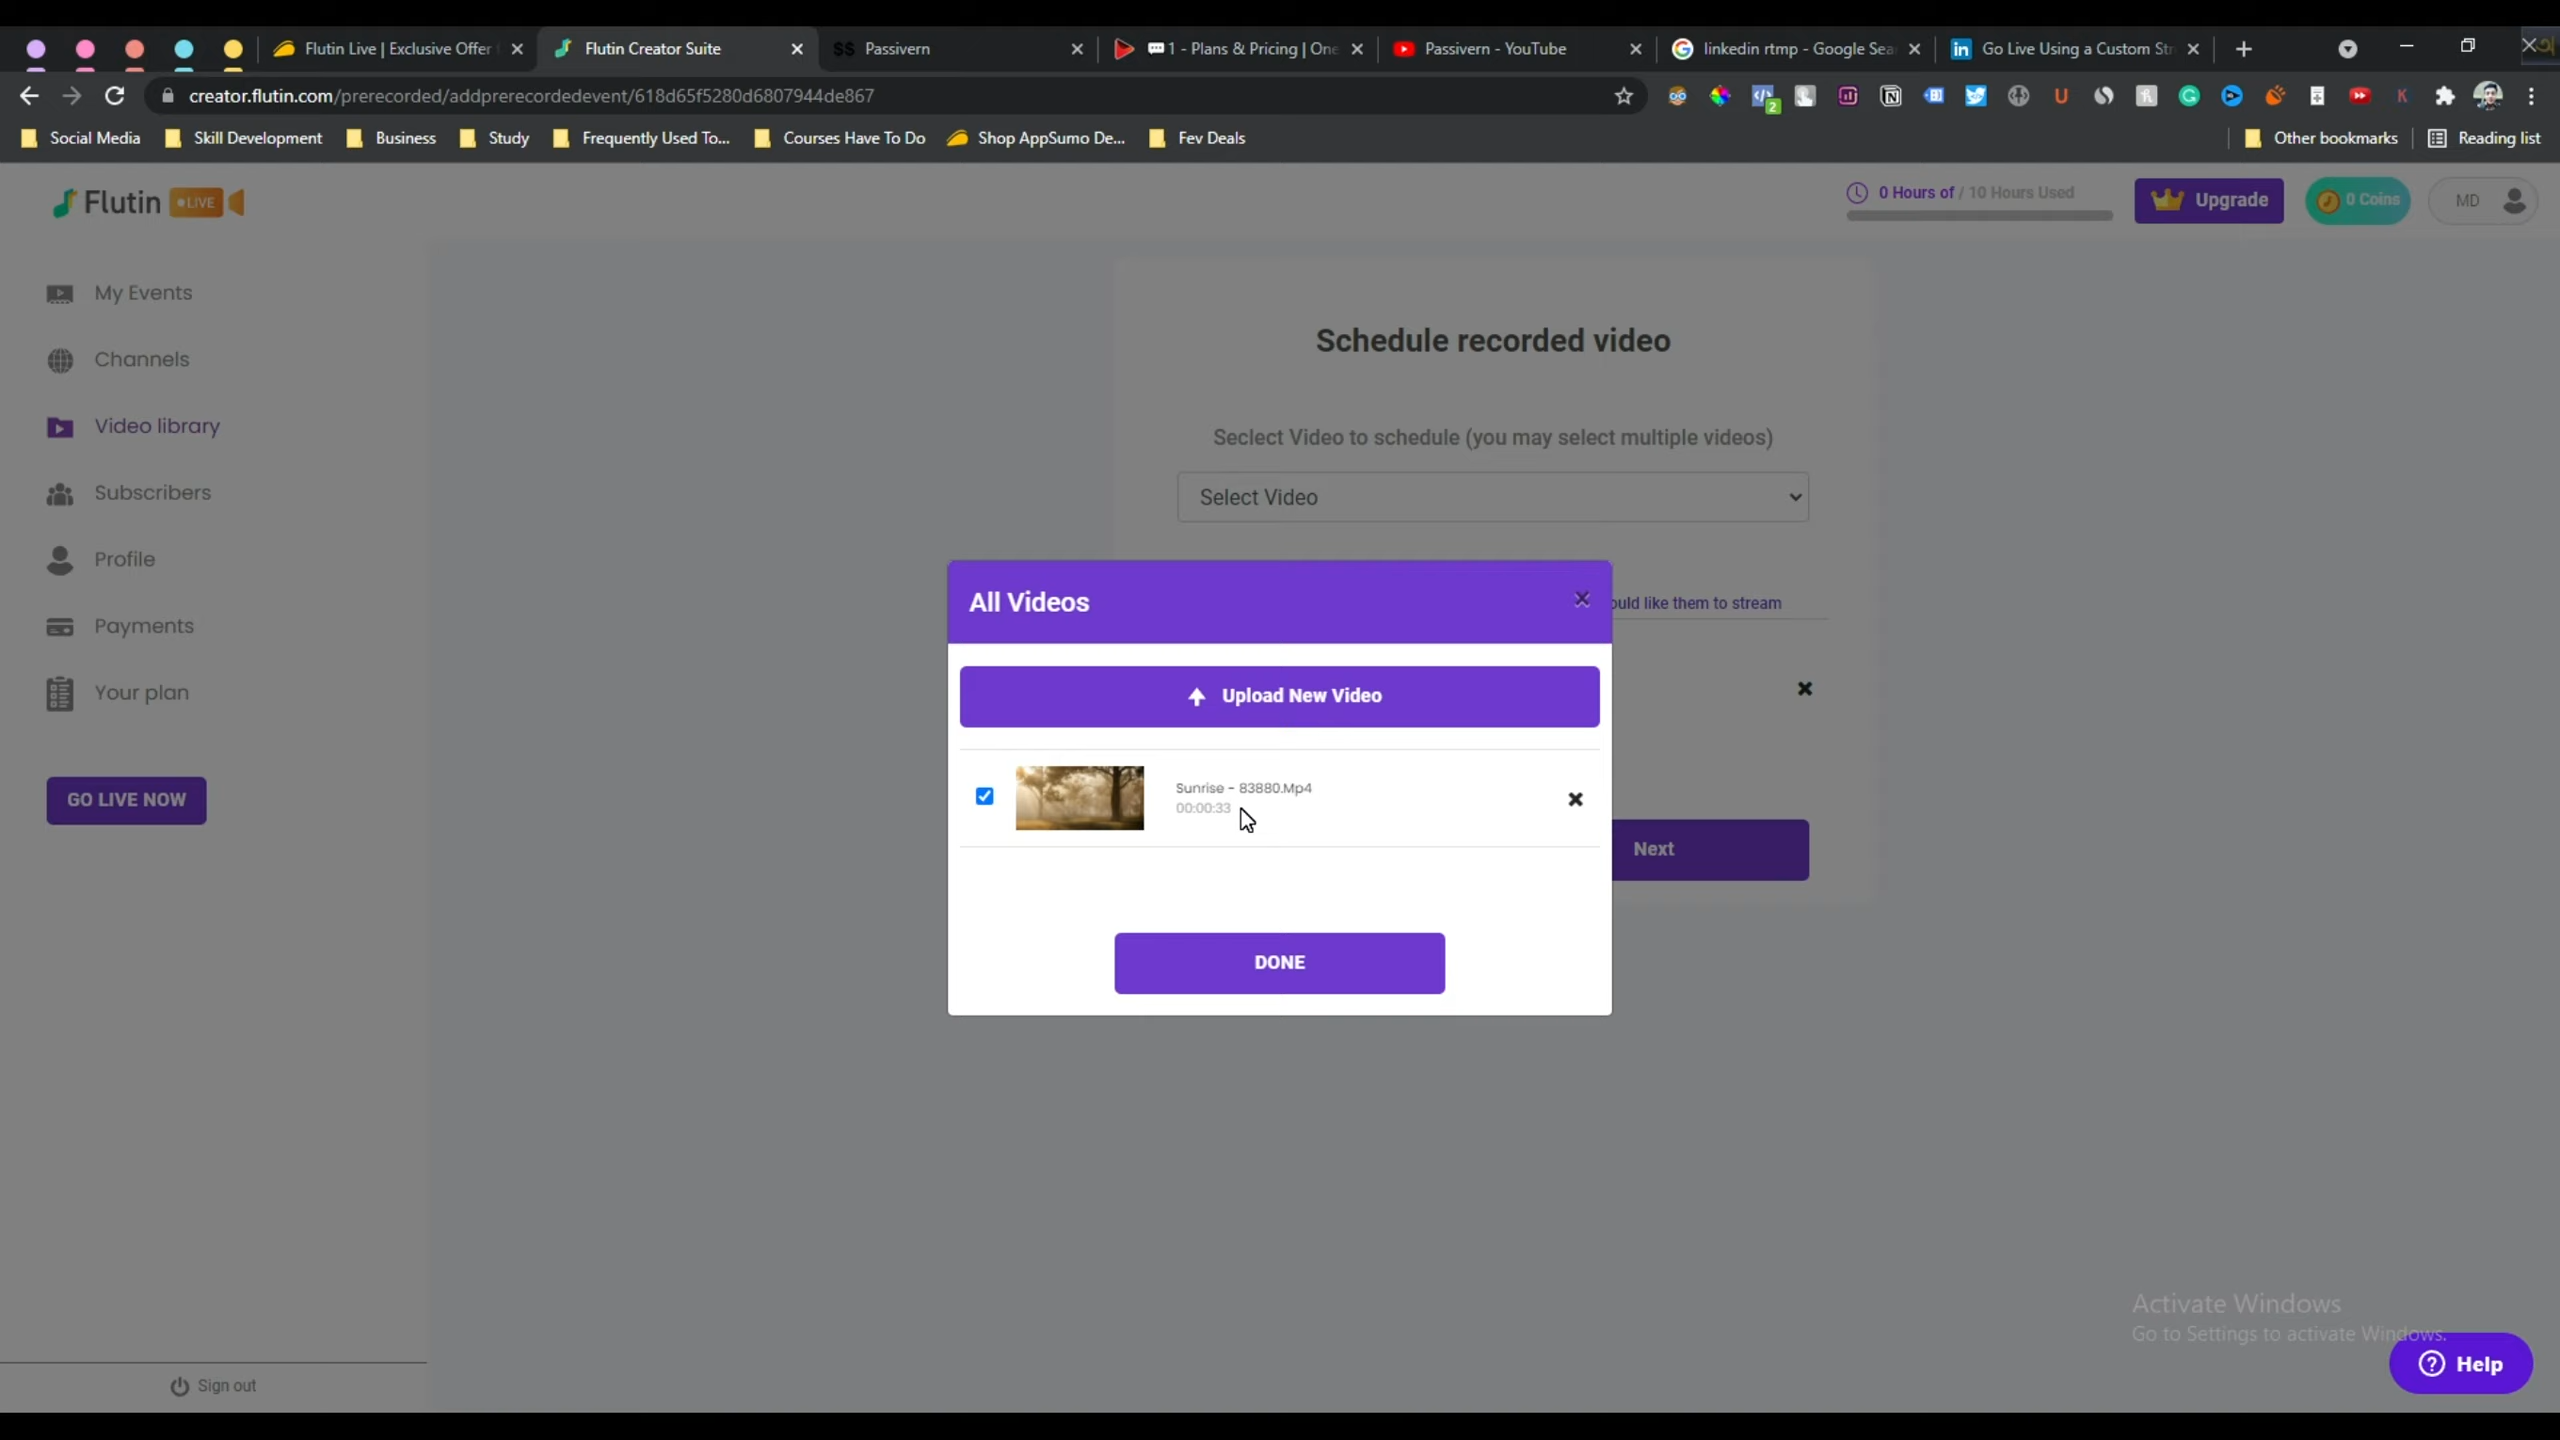 Flutin Live | Exclusive Offer
Flutin Creator Suite
$$ Passivern
1 - Plans & Pricing | One
Passivern - YouTube
linkedin rtmp - Google Sea
Go Live Using a Custom Str
creator.flutin.com/prerecorded/addprerecordedevent/618d65f5280d6807944de867
Social Media
Skill Development
Business
Study
Frequently Used To...
Courses Have To Do
Shop AppSumo De...
Fev Deals
Other bookmarks
Reading list
Flutin LIVE
0 Hours of / 10 Hours Used
Upgrade
0 Coins
MD
My Events
Channels
Video library
Subscribers
Profile
Payments
Your plan
GO LIVE NOW
Sign out
Schedule recorded video
Seclect Video to schedule (you may select multiple videos)
Select Video
ould like them to stream
Next
All Videos
Upload New Video
Sunrise - 83880.Mp4
00:00:33
DONE
Activate Windows
Go to Settings to activate Windows.
Help